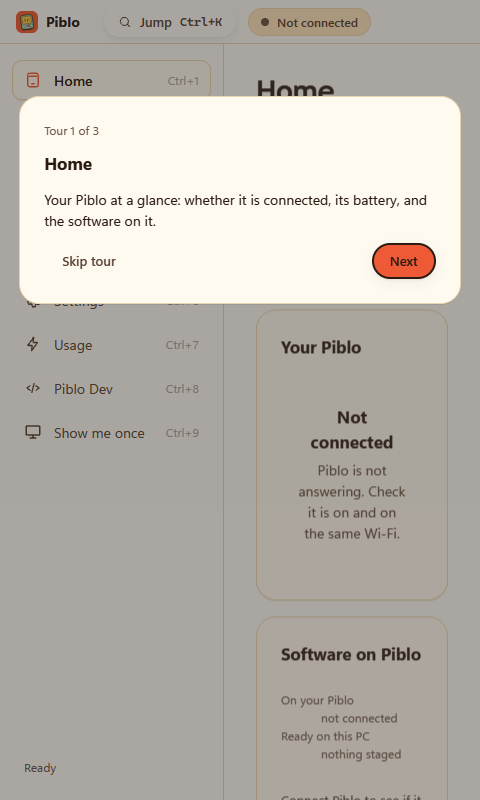 Piblo
Jump Ctrl+K
Not connected
Home Ctrl+1
Home
Tour 1 of 3
Home
Your Piblo at a glance: whether it is connected, its battery, and
the software on it.
Skip tour
Next
Usage Ctrl+7
Piblo Dev Ctrl+8
Show me once Ctrl+9
Ready
Your Piblo
Not
connected
Piblo is not
answering. Check
it is on and on
the same Wi-Fi.
Software on Piblo
On your Piblo
not connected
Ready on this PC
nothing staged